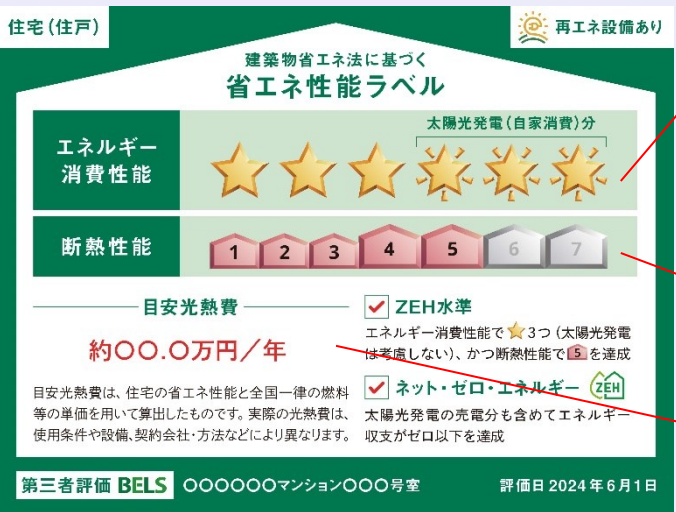 住宅(住戸)
再エネ設備あり
建築物省エネ法に基づく
省エネ性能ラベル
エネルギー
消費性能
太陽光発電(自家消費)分
断熱性能
1 2 3 4 5 6 7
目安光熱費
約〇〇.〇万円/年
目安光熱費は、住宅の省エネ性能と全国一律の燃料
等の単価を用いて算出したものです。実際の光熱費は、
使用条件や設備、契約会社・方法などにより異なります。
ZEH水準
エネルギー消費性能で⭐3つ(太陽光発電
は考慮しない)、かつ断熱性能で5を達成
ネット・ゼロ・エネルギー ZEH
太陽光発電の売電分も含めてエネルギー
収支がゼロ以下を達成
第三者評価 BELS 〇〇〇〇〇〇マンション〇〇〇号室 評価日2024年6月1日